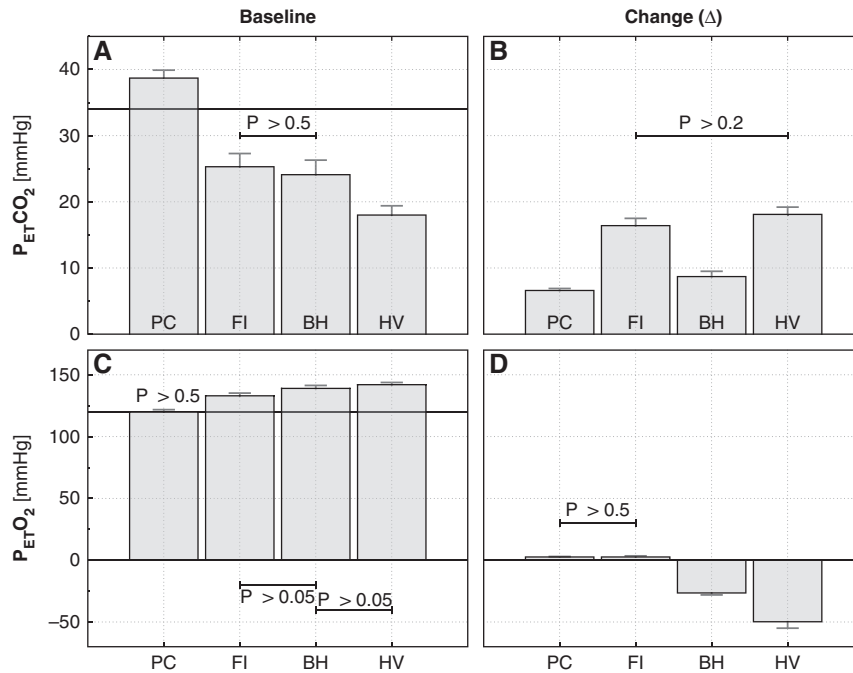 Baseline
Change (Δ)
A
B
P_ETCO_2 [mmHg]
40
30
20
10
0
P > 0.5
P > 0.2
PC FI BH HV
PC FI BH HV
C
D
P_ETO_2 [mmHg]
150
100
50
0
−50
P > 0.5
P > 0.05
P > 0.05
P > 0.5
PC FI BH HV
PC FI BH HV